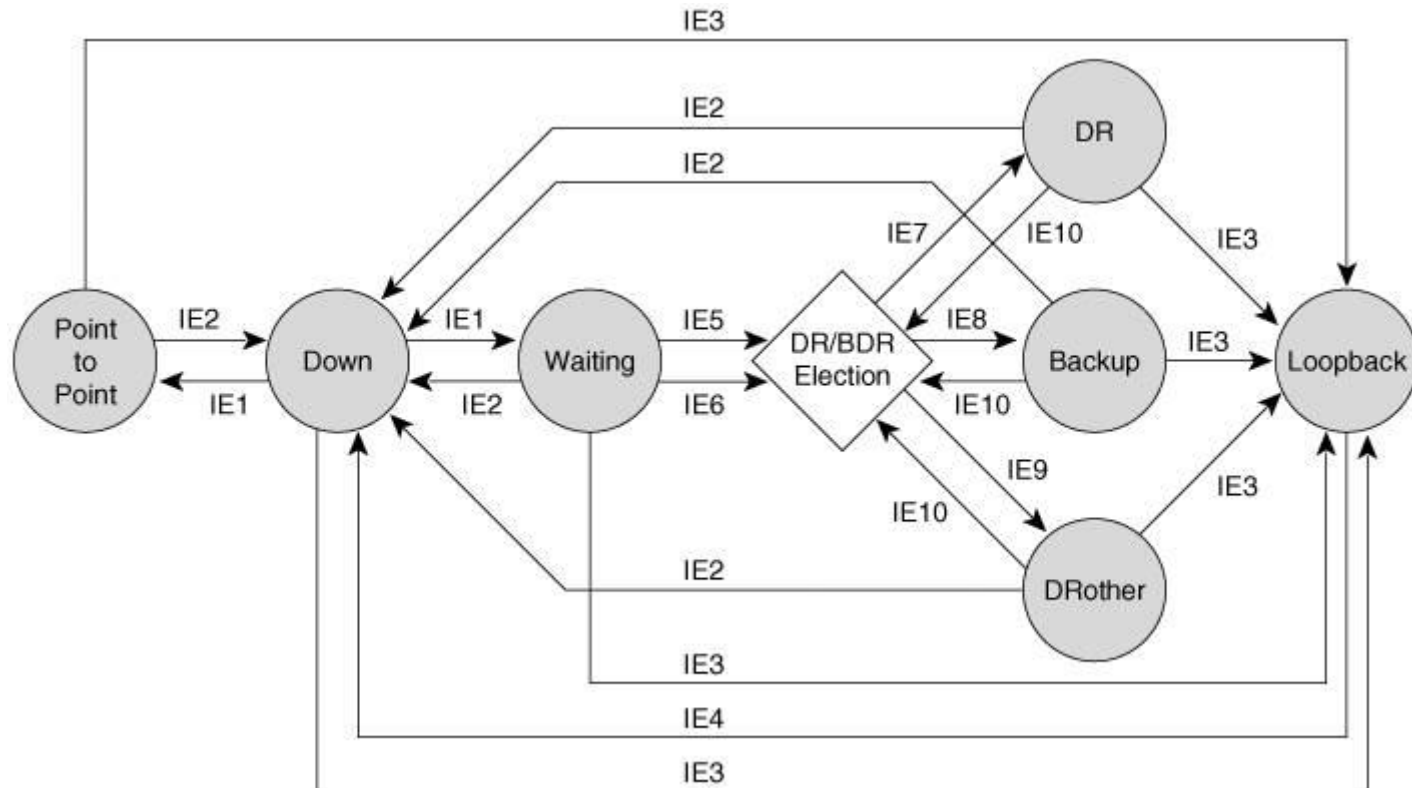 IE3
IE2
DR
IE2
IE7
IE10
IE3
Point
to
Point
IE2
Down
IE1
Waiting
IE5
DR/BDR
Election
IE8
Backup
IE3
Loopback
IE1
IE2
IE6
IE10
IE9
IE10
IE3
IE2
DRother
IE3
IE4
IE3